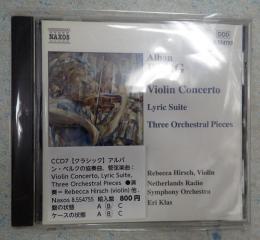 NAXOS
DDD
Alban
Violin Concerto
Lyric Suite
Three Orchestral Pieces
CCD7【クラシック】アルバ
ン・ベルクの協奏曲、管弦楽曲:
Violin Concerto, Lyric Suite,
Three Orchestral Pieces ●演
奏= Rebecca Hirsch (violin) 他.
Naxos 8.554755 輸入盤 800円
盤の状態 A B C
ケースの状態 A B C
Rebecca Hirsch, Violin
Netherlands Radio
Symphony Orchestra
Eri Klas